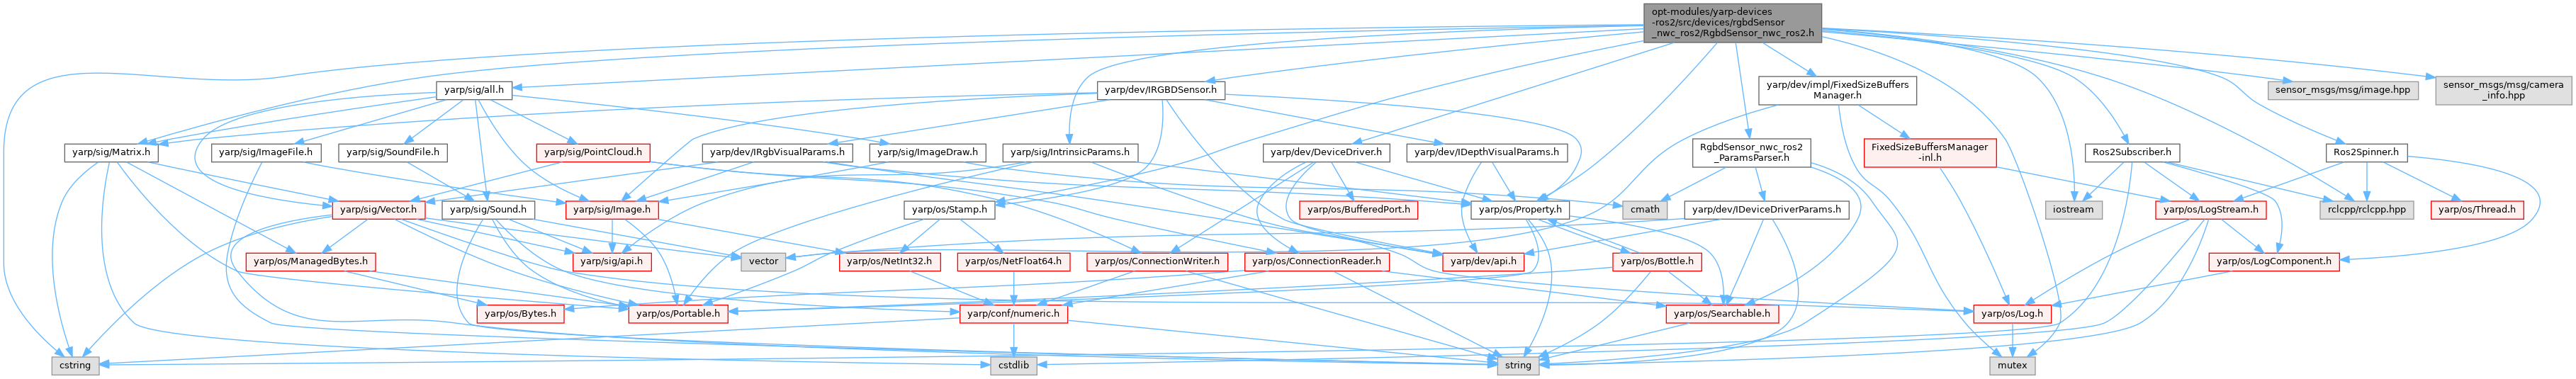 opt-modules/yarp-devices
-ros2/src/devices/rgbdSensor
_nwc_ros2/RgbdSensor_nwc_ros2.h
yarp/sig/all.h
yarp/dev/IRGBDSensor.h
yarp/dev/impl/FixedSizeBuffers
Manager.h
sensor_msgs/msg/image.hpp
sensor_msgs/msg/camera
_info.hpp
yarp/sig/Matrix.h
yarp/sig/ImageFile.h
yarp/sig/SoundFile.h
yarp/sig/PointCloud.h
yarp/dev/IRgbVisualParams.h
yarp/sig/ImageDraw.h
yarp/sig/IntrinsicParams.h
yarp/dev/DeviceDriver.h
yarp/dev/IDepthVisualParams.h
RgbdSensor_nwc_ros2
_ParamsParser.h
FixedSizeBuffersManager
-inl.h
Ros2Subscriber.h
Ros2Spinner.h
yarp/sig/Vector.h
yarp/sig/Sound.h
yarp/sig/Image.h
yarp/os/Stamp.h
yarp/os/BufferedPort.h
yarp/os/Property.h
cmath
yarp/dev/IDeviceDriverParams.h
iostream
yarp/os/LogStream.h
rclcpp/rclcpp.hpp
yarp/os/Thread.h
yarp/os/ManagedBytes.h
yarp/sig/api.h
vector
yarp/os/NetInt32.h
yarp/os/NetFloat64.h
yarp/os/ConnectionWriter.h
yarp/os/ConnectionReader.h
yarp/dev/api.h
yarp/os/Bottle.h
yarp/os/LogComponent.h
yarp/os/Bytes.h
yarp/os/Portable.h
yarp/conf/numeric.h
yarp/os/Searchable.h
yarp/os/Log.h
cstring
cstdlib
string
mutex